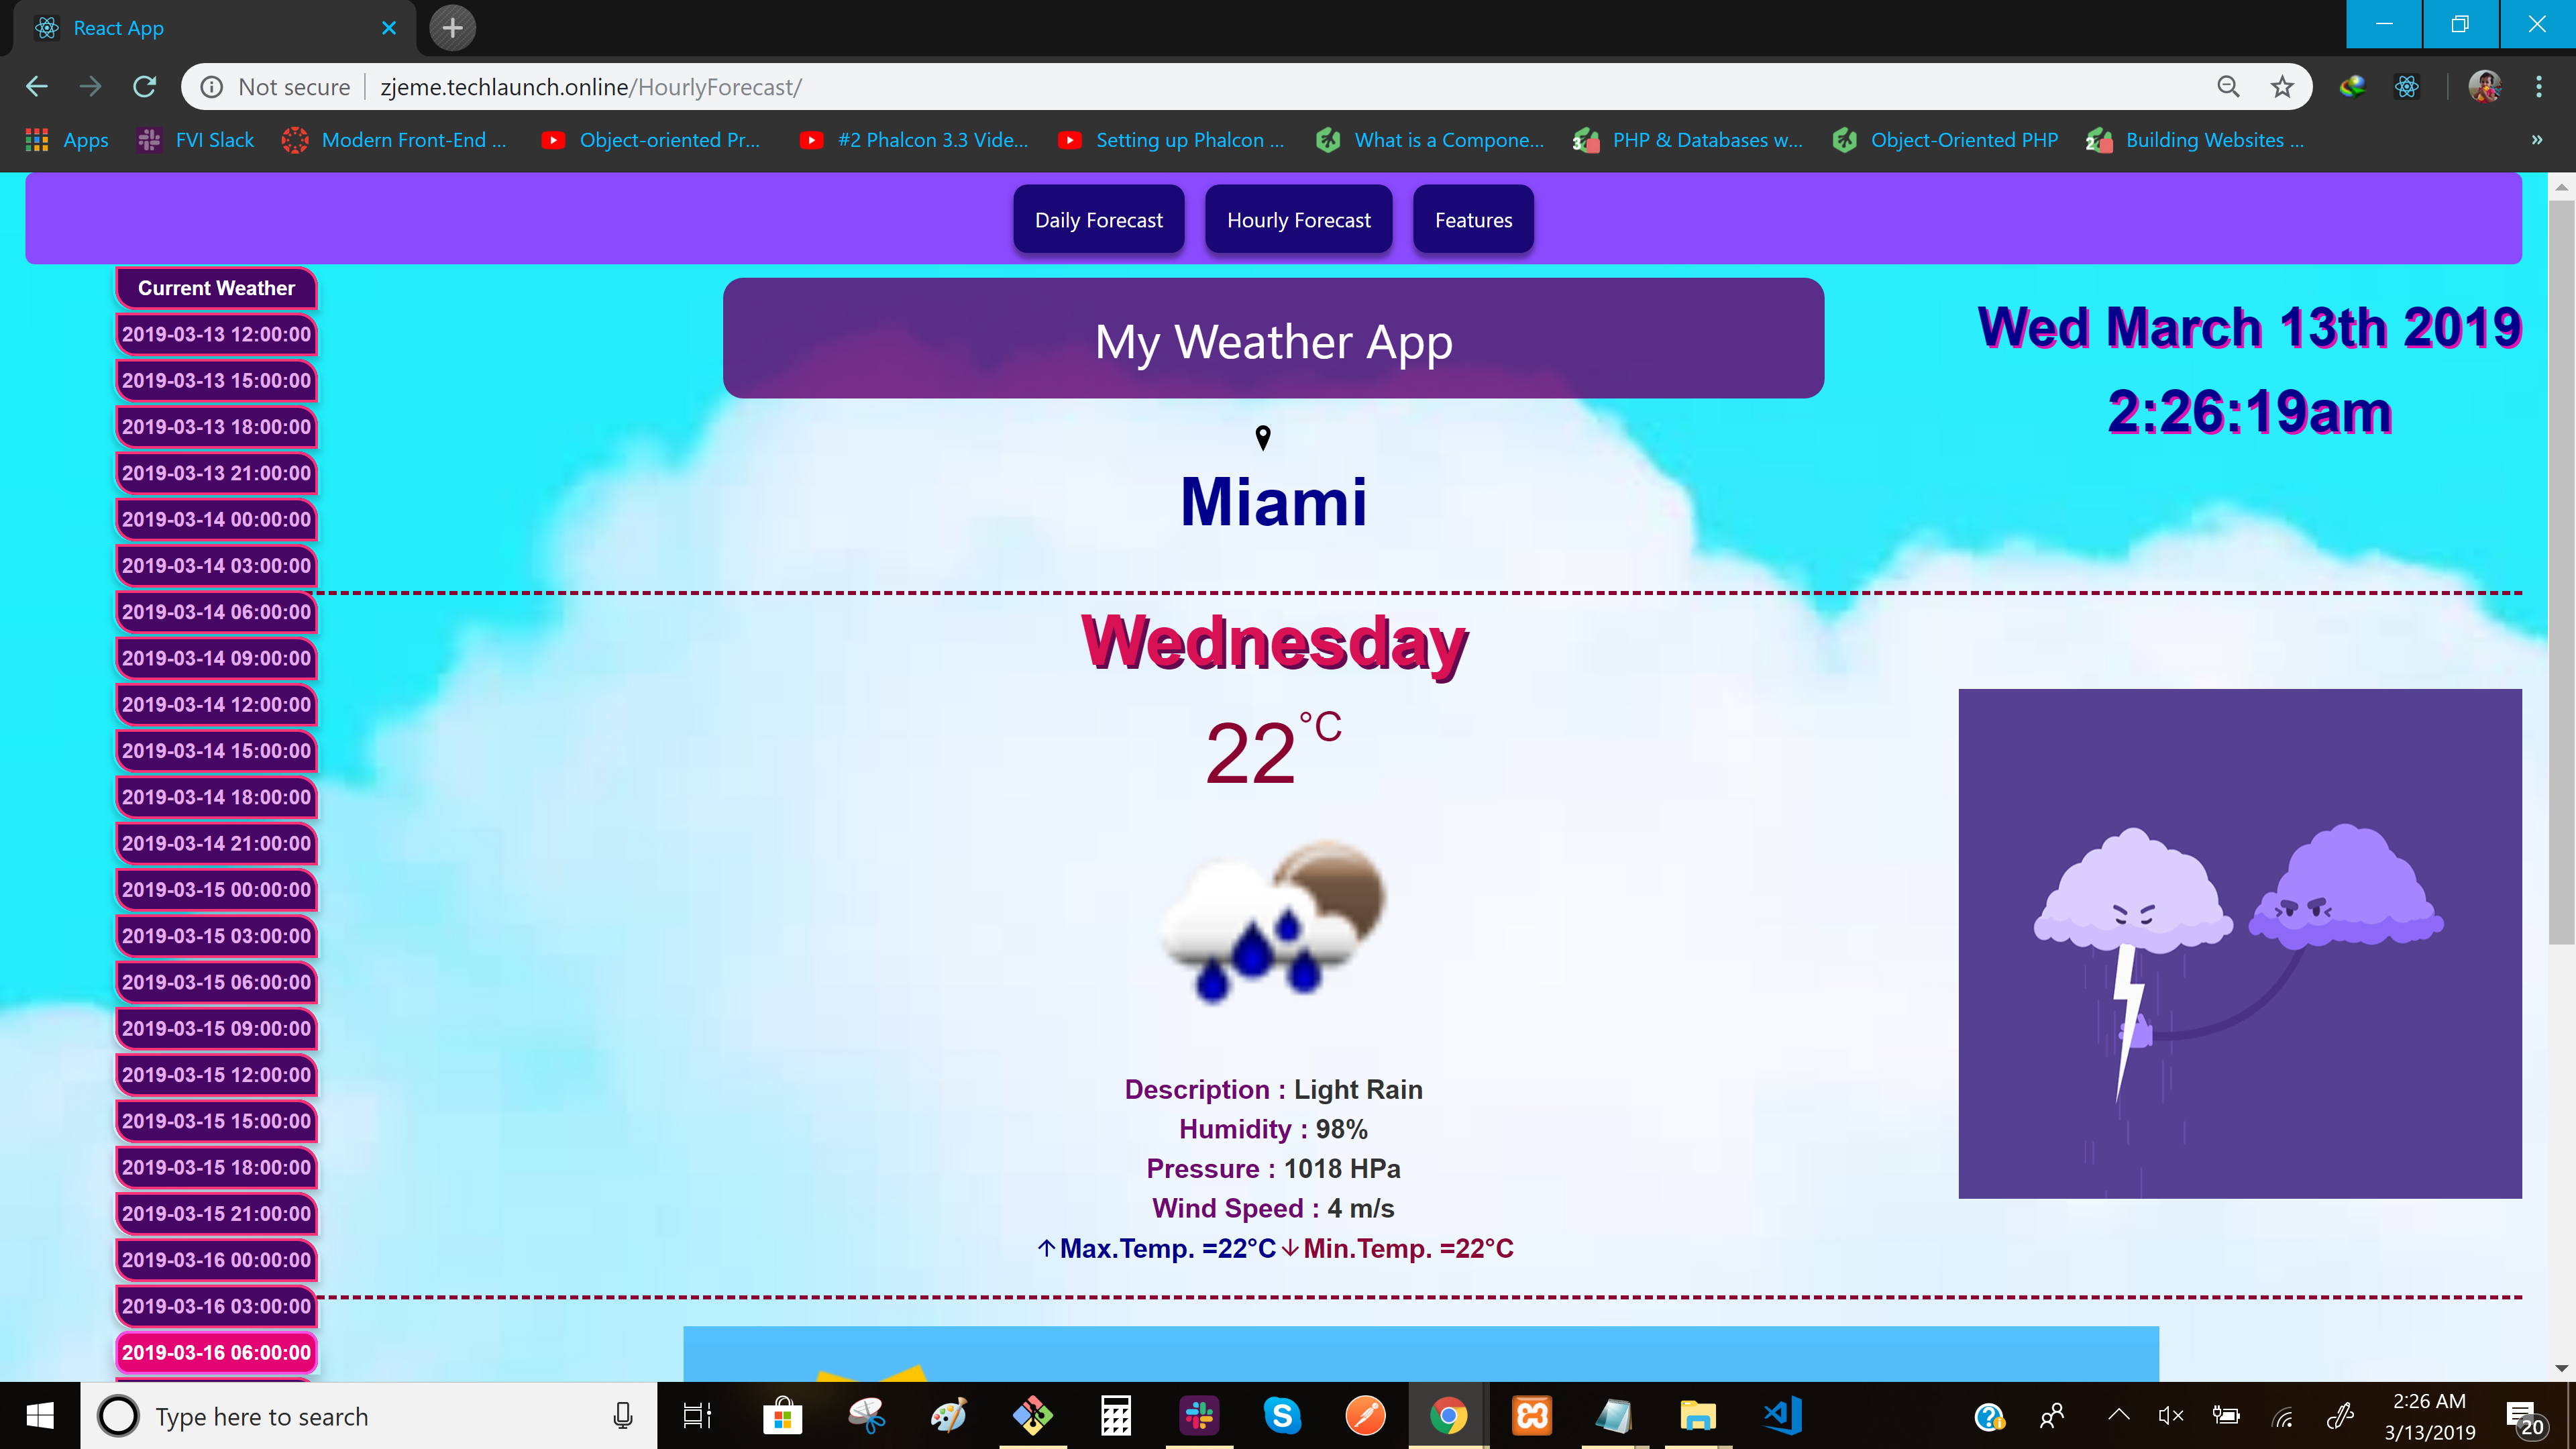 React App
Not secure
zjeme.techlaunch.online/HourlyForecast/
Apps
FVI Slack
Modern Front-End ...
Object-oriented Pr...
#2 Phalcon 3.3 Vide...
Setting up Phalcon ...
What is a Compone...
PHP & Databases w...
Object-Oriented PHP
Building Websites ...
»
Daily Forecast
Hourly Forecast
Features
Current Weather
2019-03-13 12:00:00
2019-03-13 15:00:00
2019-03-13 18:00:00
2019-03-13 21:00:00
2019-03-14 00:00:00
2019-03-14 03:00:00
2019-03-14 06:00:00
2019-03-14 09:00:00
2019-03-14 12:00:00
2019-03-14 15:00:00
2019-03-14 18:00:00
2019-03-14 21:00:00
2019-03-15 00:00:00
2019-03-15 03:00:00
2019-03-15 06:00:00
2019-03-15 09:00:00
2019-03-15 12:00:00
2019-03-15 15:00:00
2019-03-15 18:00:00
2019-03-15 21:00:00
2019-03-16 00:00:00
2019-03-16 03:00:00
2019-03-16 06:00:00
My Weather App
Wed March 13th 2019
2:26:19am
Miami
Wednesday
22°C
Description : Light Rain
Humidity : 98%
Pressure : 1018 HPa
Wind Speed : 4 m/s
↑Max.Temp. =22°C↓Min.Temp. =22°C
Type here to search
2:26 AM
3/13/2019
20